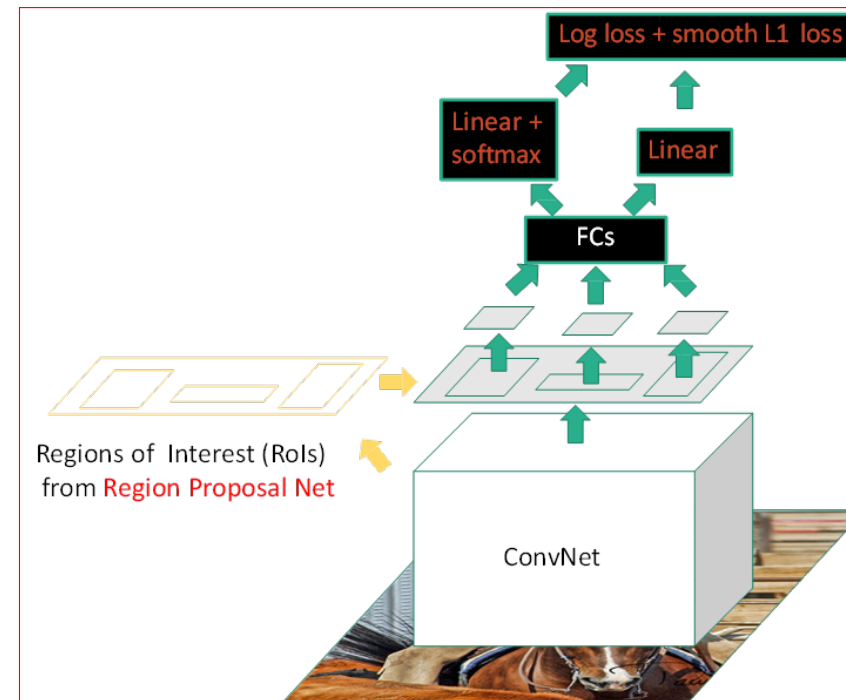 Log loss + smooth L1 loss
Linear +
softmax
Linear
FCs
Regions of Interest (RoIs)
from Region Proposal Net
ConvNet